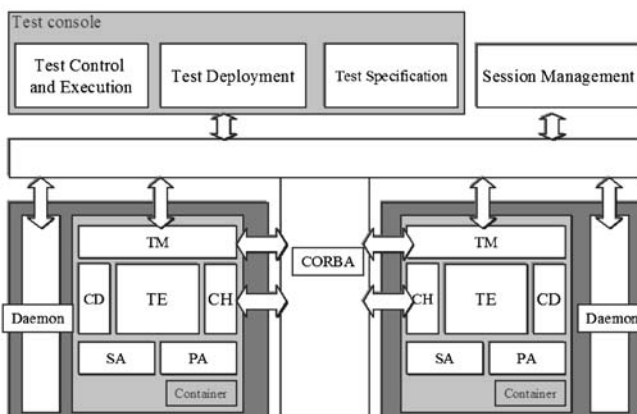 Test console
Test Control
and Execution
Test Deployment
Test Specification
Session Management
TM
CORBA
TM
CD
TE
CH
CH
TE
CD
Daemon
Daemon
SA
PA
SA
PA
Container
Container